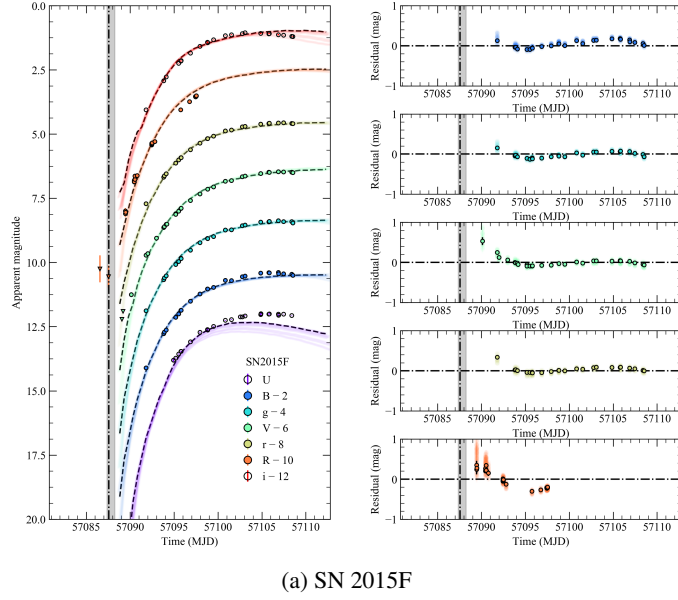 0.0
2.5
5.0
7.5
10.0
12.5
15.0
17.5
20.0
Apparent magnitude
57085 57090 57095 57100 57105 57110
Time (MJD)
SN2015F
U
B − 2
g − 4
V − 6
r − 8
R − 10
i − 12
1
0
−1
Residual (mag)
57085 57090 57095 57100 57105 57110
Time (MJD)
1
0
−1
Residual (mag)
57085 57090 57095 57100 57105 57110
Time (MJD)
1
0
−1
Residual (mag)
57085 57090 57095 57100 57105 57110
Time (MJD)
1
0
−1
Residual (mag)
57085 57090 57095 57100 57105 57110
Time (MJD)
1
0
−1
Residual (mag)
57085 57090 57095 57100 57105 57110
Time (MJD)
(a) SN 2015F